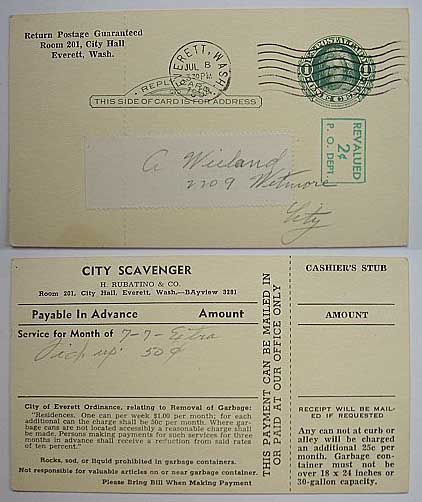 Return Postage Guaranteed
Room 201, City Hall
Everett, Wash.
EVERETT, WASH.
JUL 8
PM
REPLY
THIS SIDE OF CARD IS FOR ADDRESS
U.S. POSTAGE
1 ONE CENT 1
REVALUED
2¢
P. O. DEPT.
A Wieland
2209 Wetmore
City
CITY SCAVENGER
H. RUBATINO & CO.
Room 201, City Hall, Everett, Wash.—BAyview 3281
Payable In Advance Amount
Service for Month of 7-7- Extra
Pick up. 50¢
City of Everett Ordinance, relating to Removal of Garbage:
"Residences. One can per week $1.00 per month; for each
additional can the charge shall be 50c per month. Where gar-
bage cans are not located accessibly a reasonable charge shall
be made. Persons making payments for such services for three
months in advance shall receive a refuction from said rates
of ten percent."
Rocks, sod, or liquid prohibited in garbage containers.
Not responsible for valuable articles on or near garbage container.
Please Bring Bill When Making Payment
THIS PAYMENT CAN BE MAILED IN
OR PAID AT OUR OFFICE ONLY
CASHIER'S STUB
AMOUNT
RECEIPT WILL BE MAIL-
ED IF REQUESTED
Any can not at curb or
alley will be charged
an additional 25c per
month. Garbage con-
tainer must not be
over 18 x 24 inches or
30-gallon capacity.